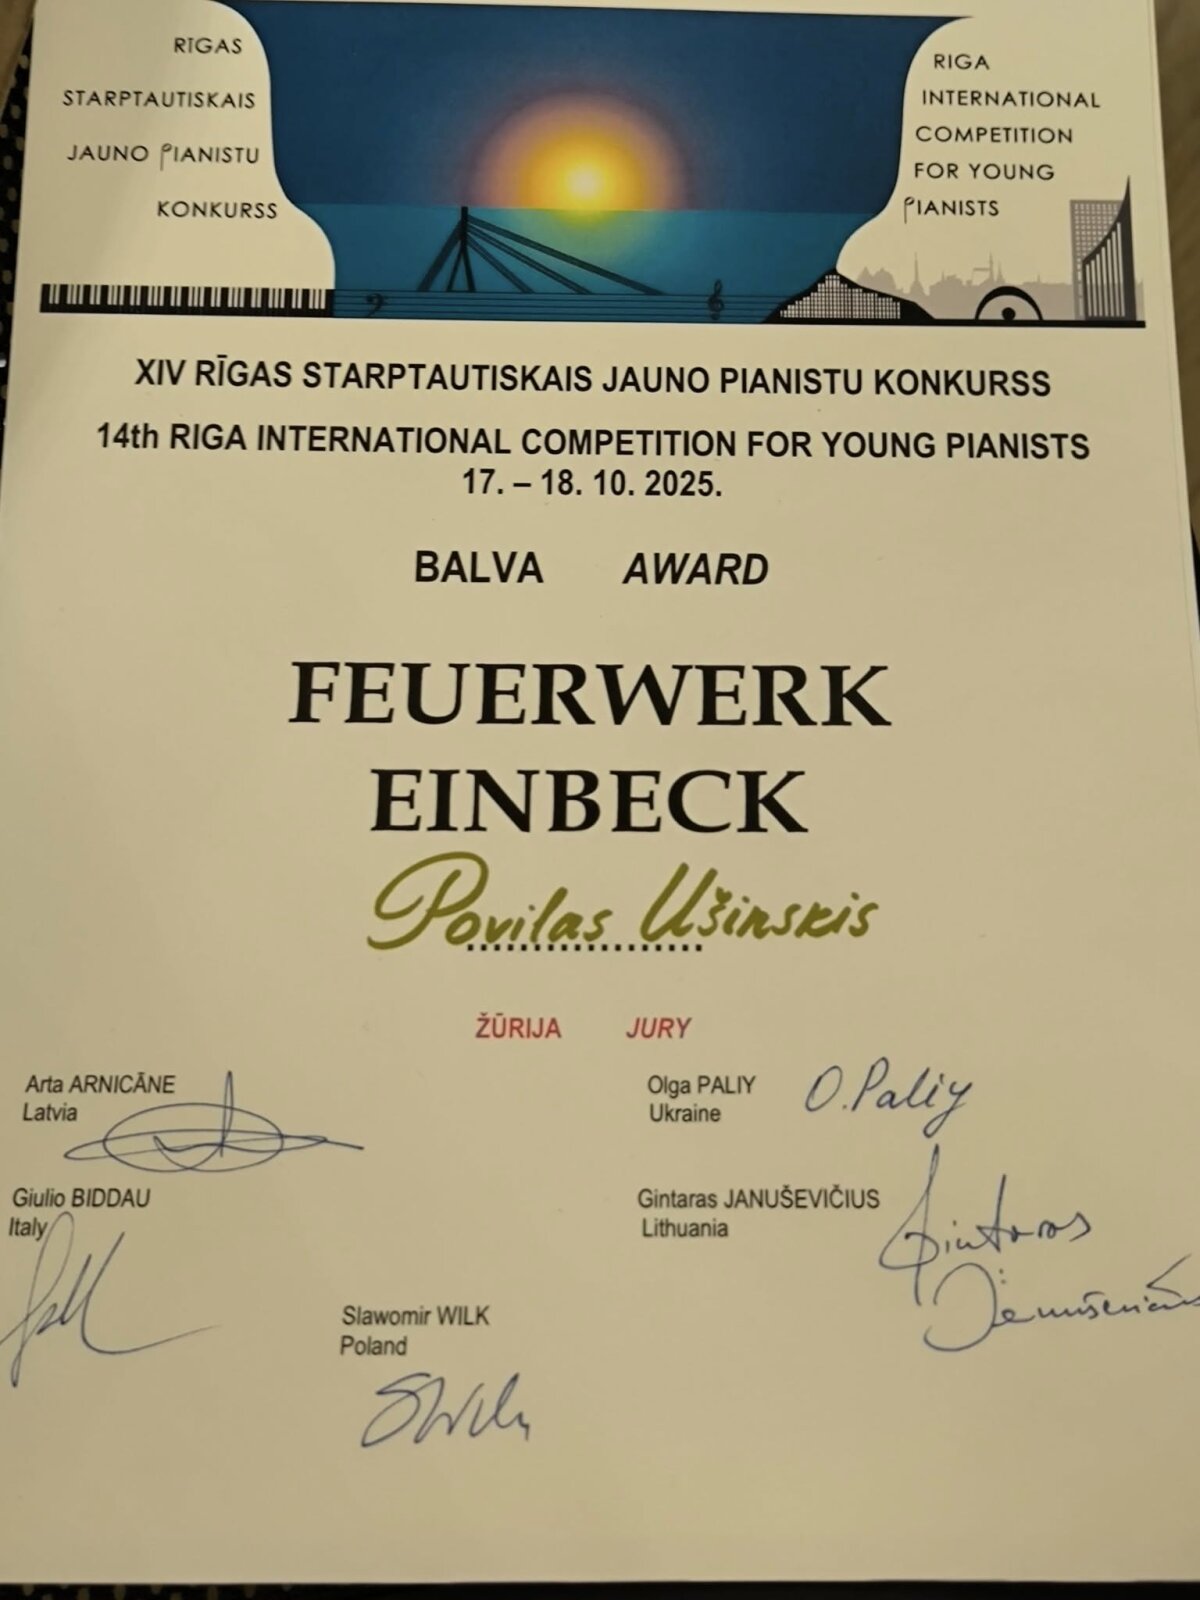 RĪGAS
STARPTAUTISKAIS
JAUNO PIANISTU
KONKURSS
RIGA
INTERNATIONAL
COMPETITION
FOR YOUNG
PIANISTS
XIV RĪGAS STARPTAUTISKAIS JAUNO PIANISTU KONKURSS
14th RIGA INTERNATIONAL COMPETITION FOR YOUNG PIANISTS
17. – 18. 10. 2025.
BALVA AWARD
FEUERWERK
EINBECK
Povilas Ušinskis
ŽŪRIJA JURY
Arta ARNICĀNE
Latvia
Olga PALIY
Ukraine
O. Paliy
Giulio BIDDAU
Italy
Gintaras JANUŠEVIČIUS
Lithuania
Gintaras
Slawomir WILK
Poland